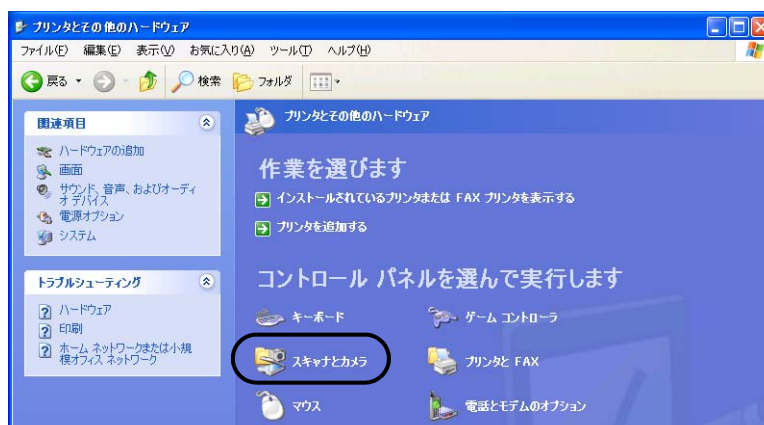 プリンタとその他のハードウェア
ファイル(F) 編集(E) 表示(V) お気に入り(A) ツール(T) ヘルプ(H)
戻る 検索 フォルダ
関連項目
ハードウェアの追加
画面
サウンド、音声、およびオーディ
オ デバイス
電源オプション
システム
トラブルシューティング
ハードウェア
印刷
ホーム ネットワークまたは小規
模オフィス ネットワーク
プリンタとその他のハードウェア
作業を選びます
インストールされているプリンタまたは FAX プリンタを表示する
プリンタを追加する
コントロール パネルを選んで実行します
キーボード
ゲーム コントローラ
スキャナとカメラ
プリンタと FAX
マウス
電話とモデムのオプション